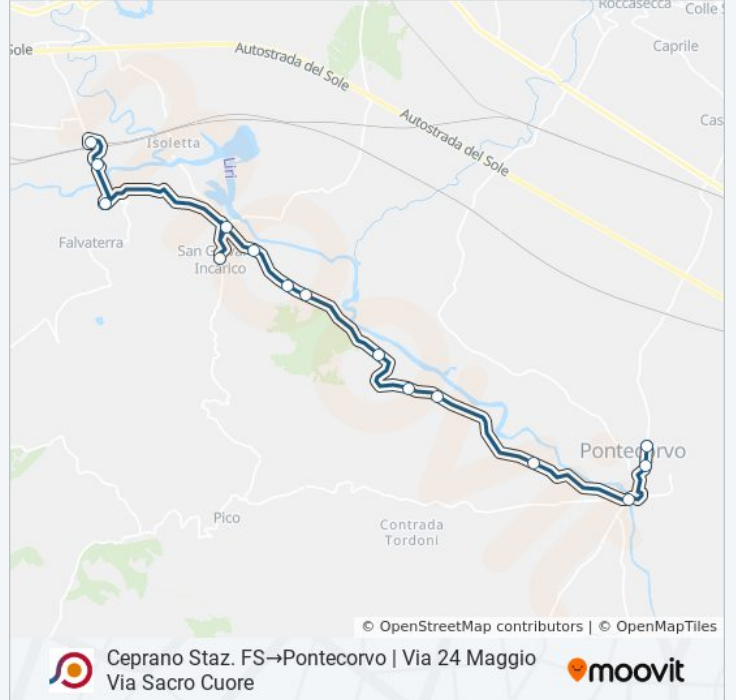 Roccasecca
Colle S
Sole
Autostrada del Sole
Caprile
Autostrada del Sole
Cas
Isoletta
Liri
Falvaterra
San Giovanni
Incarico
Pontecorvo
Pico
Contrada
Tordoni
© OpenStreetMap contributors | © OpenMapTiles
Ceprano Staz. FS→Pontecorvo | Via 24 Maggio
Via Sacro Cuore
moovit